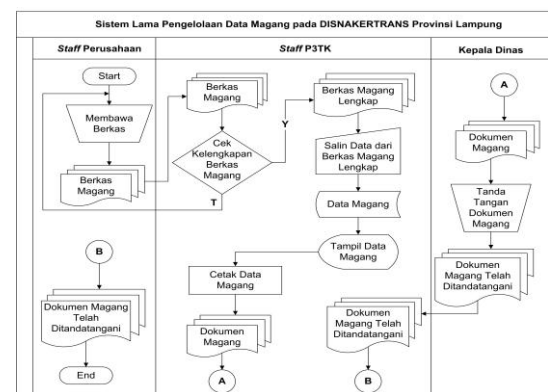 Sistem Lama Pengelolaan Data Magang pada DISNAKERTRANS Provinsi Lampung
Staff Perusahaan
Start
Membawa
Berkas
Berkas
Magang
B
Dokumen Magang
Telah
Ditandatangani
End
Staff P3TK
Berkas
Magang
Cek
Kelengkapan
Berkas
Magang
Y
T
Berkas Magang
Lengkap
Salin Data dari
Berkas Magang
Lengkap
Data Magang
Tampil Data
Magang
Cetak Data
Magang
Dokumen
Magang
A
Dokumen
Magang Telah
Ditandatangani
B
Kepala Dinas
A
Dokumen
Magang
Tanda
Tangan
Dokumen
Magang
Dokumen
Magang Telah
Ditandatangani